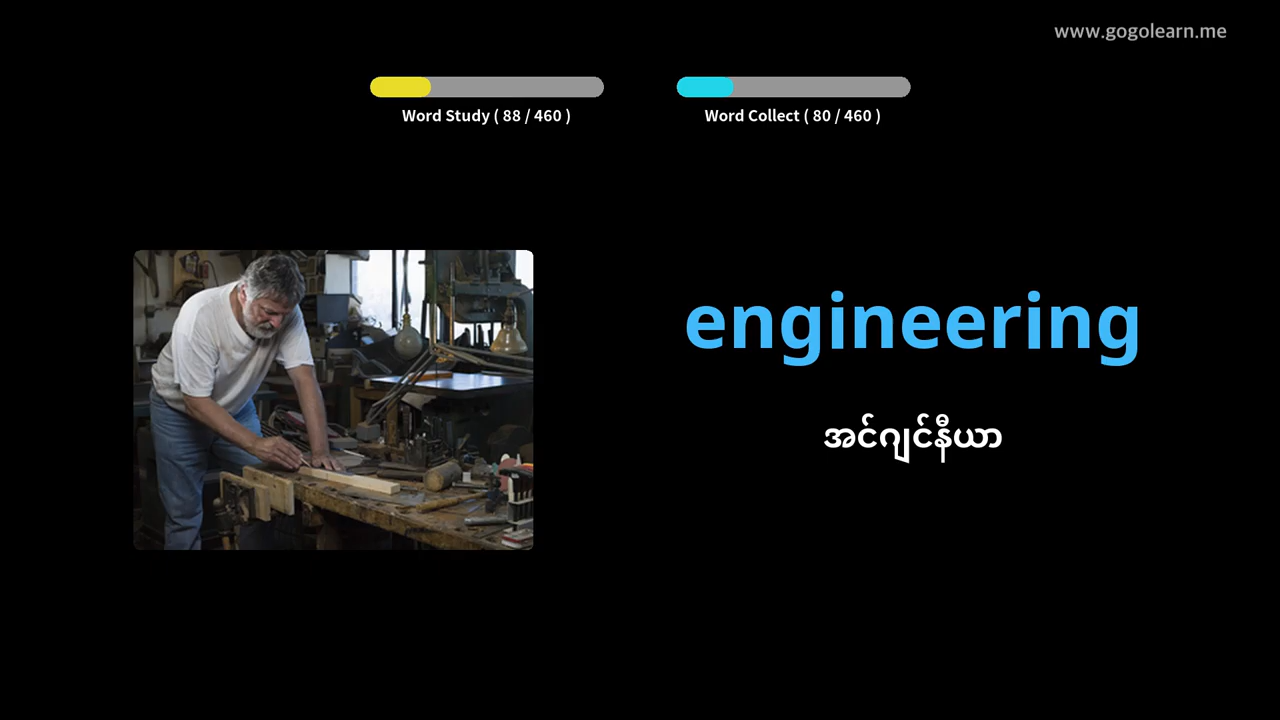 www.gogolearn.me
Word Study ( 88 / 460 )
Word Collect ( 80 / 460 )
engineering
အင်ဂျင်နီယာ